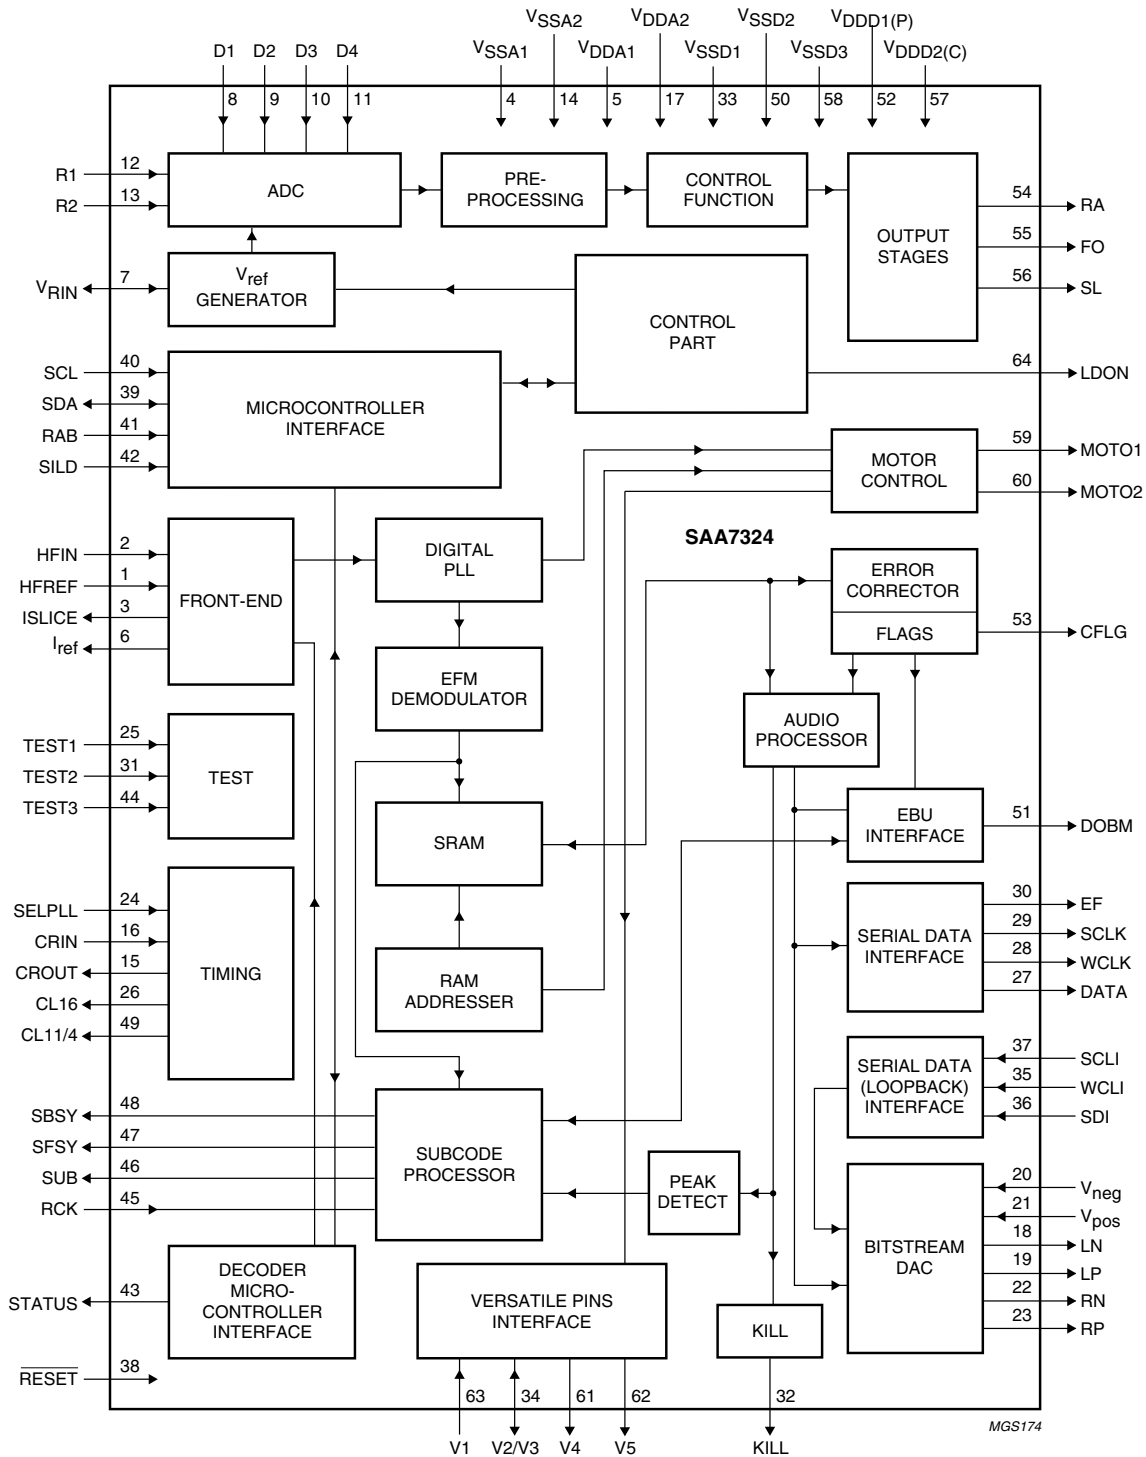 VSSA2 VDDA2 VSSD2 VDDD1(P)
D1 D2 D3 D4 VSSA1 VDDA1 VSSD1 VSSD3 VDDD2(C)
8 9 10 11 4 14 5 17 33 50 58 52 57
R1 12
R2 13
ADC
PRE-
PROCESSING
CONTROL
FUNCTION
OUTPUT
STAGES
54 RA
55 FO
56 SL
VRIN 7
Vref
GENERATOR
CONTROL
PART
64 LDON
SCL 40
SDA 39
RAB 41
SILD 42
MICROCONTROLLER
INTERFACE
MOTOR
CONTROL
59 MOTO1
60 MOTO2
SAA7324
HFIN 2
HFREF 1
ISLICE 3
Iref 6
FRONT-END
DIGITAL
PLL
ERROR
CORRECTOR
FLAGS
53 CFLG
EFM
DEMODULATOR
AUDIO
PROCESSOR
TEST1 25
TEST2 31
TEST3 44
TEST
SRAM
EBU
INTERFACE
51 DOBM
SELPLL 24
CRIN 16
CROUT 15
CL16 26
CL11/4 49
TIMING
RAM
ADDRESSER
SERIAL DATA
INTERFACE
30 EF
29 SCLK
28 WCLK
27 DATA
SERIAL DATA
(LOOPBACK)
INTERFACE
37 SCLI
35 WCLI
36 SDI
SBSY 48
SFSY 47
SUB 46
RCK 45
SUBCODE
PROCESSOR
PEAK
DETECT
BITSTREAM
DAC
20 Vneg
21 Vpos
18 LN
19 LP
22 RN
23 RP
STATUS 43
DECODER
MICRO-
CONTROLLER
INTERFACE
VERSATILE PINS
INTERFACE
KILL
RESET 38
63 34 61 62 32
V1 V2/V3 V4 V5 KILL
MGS174